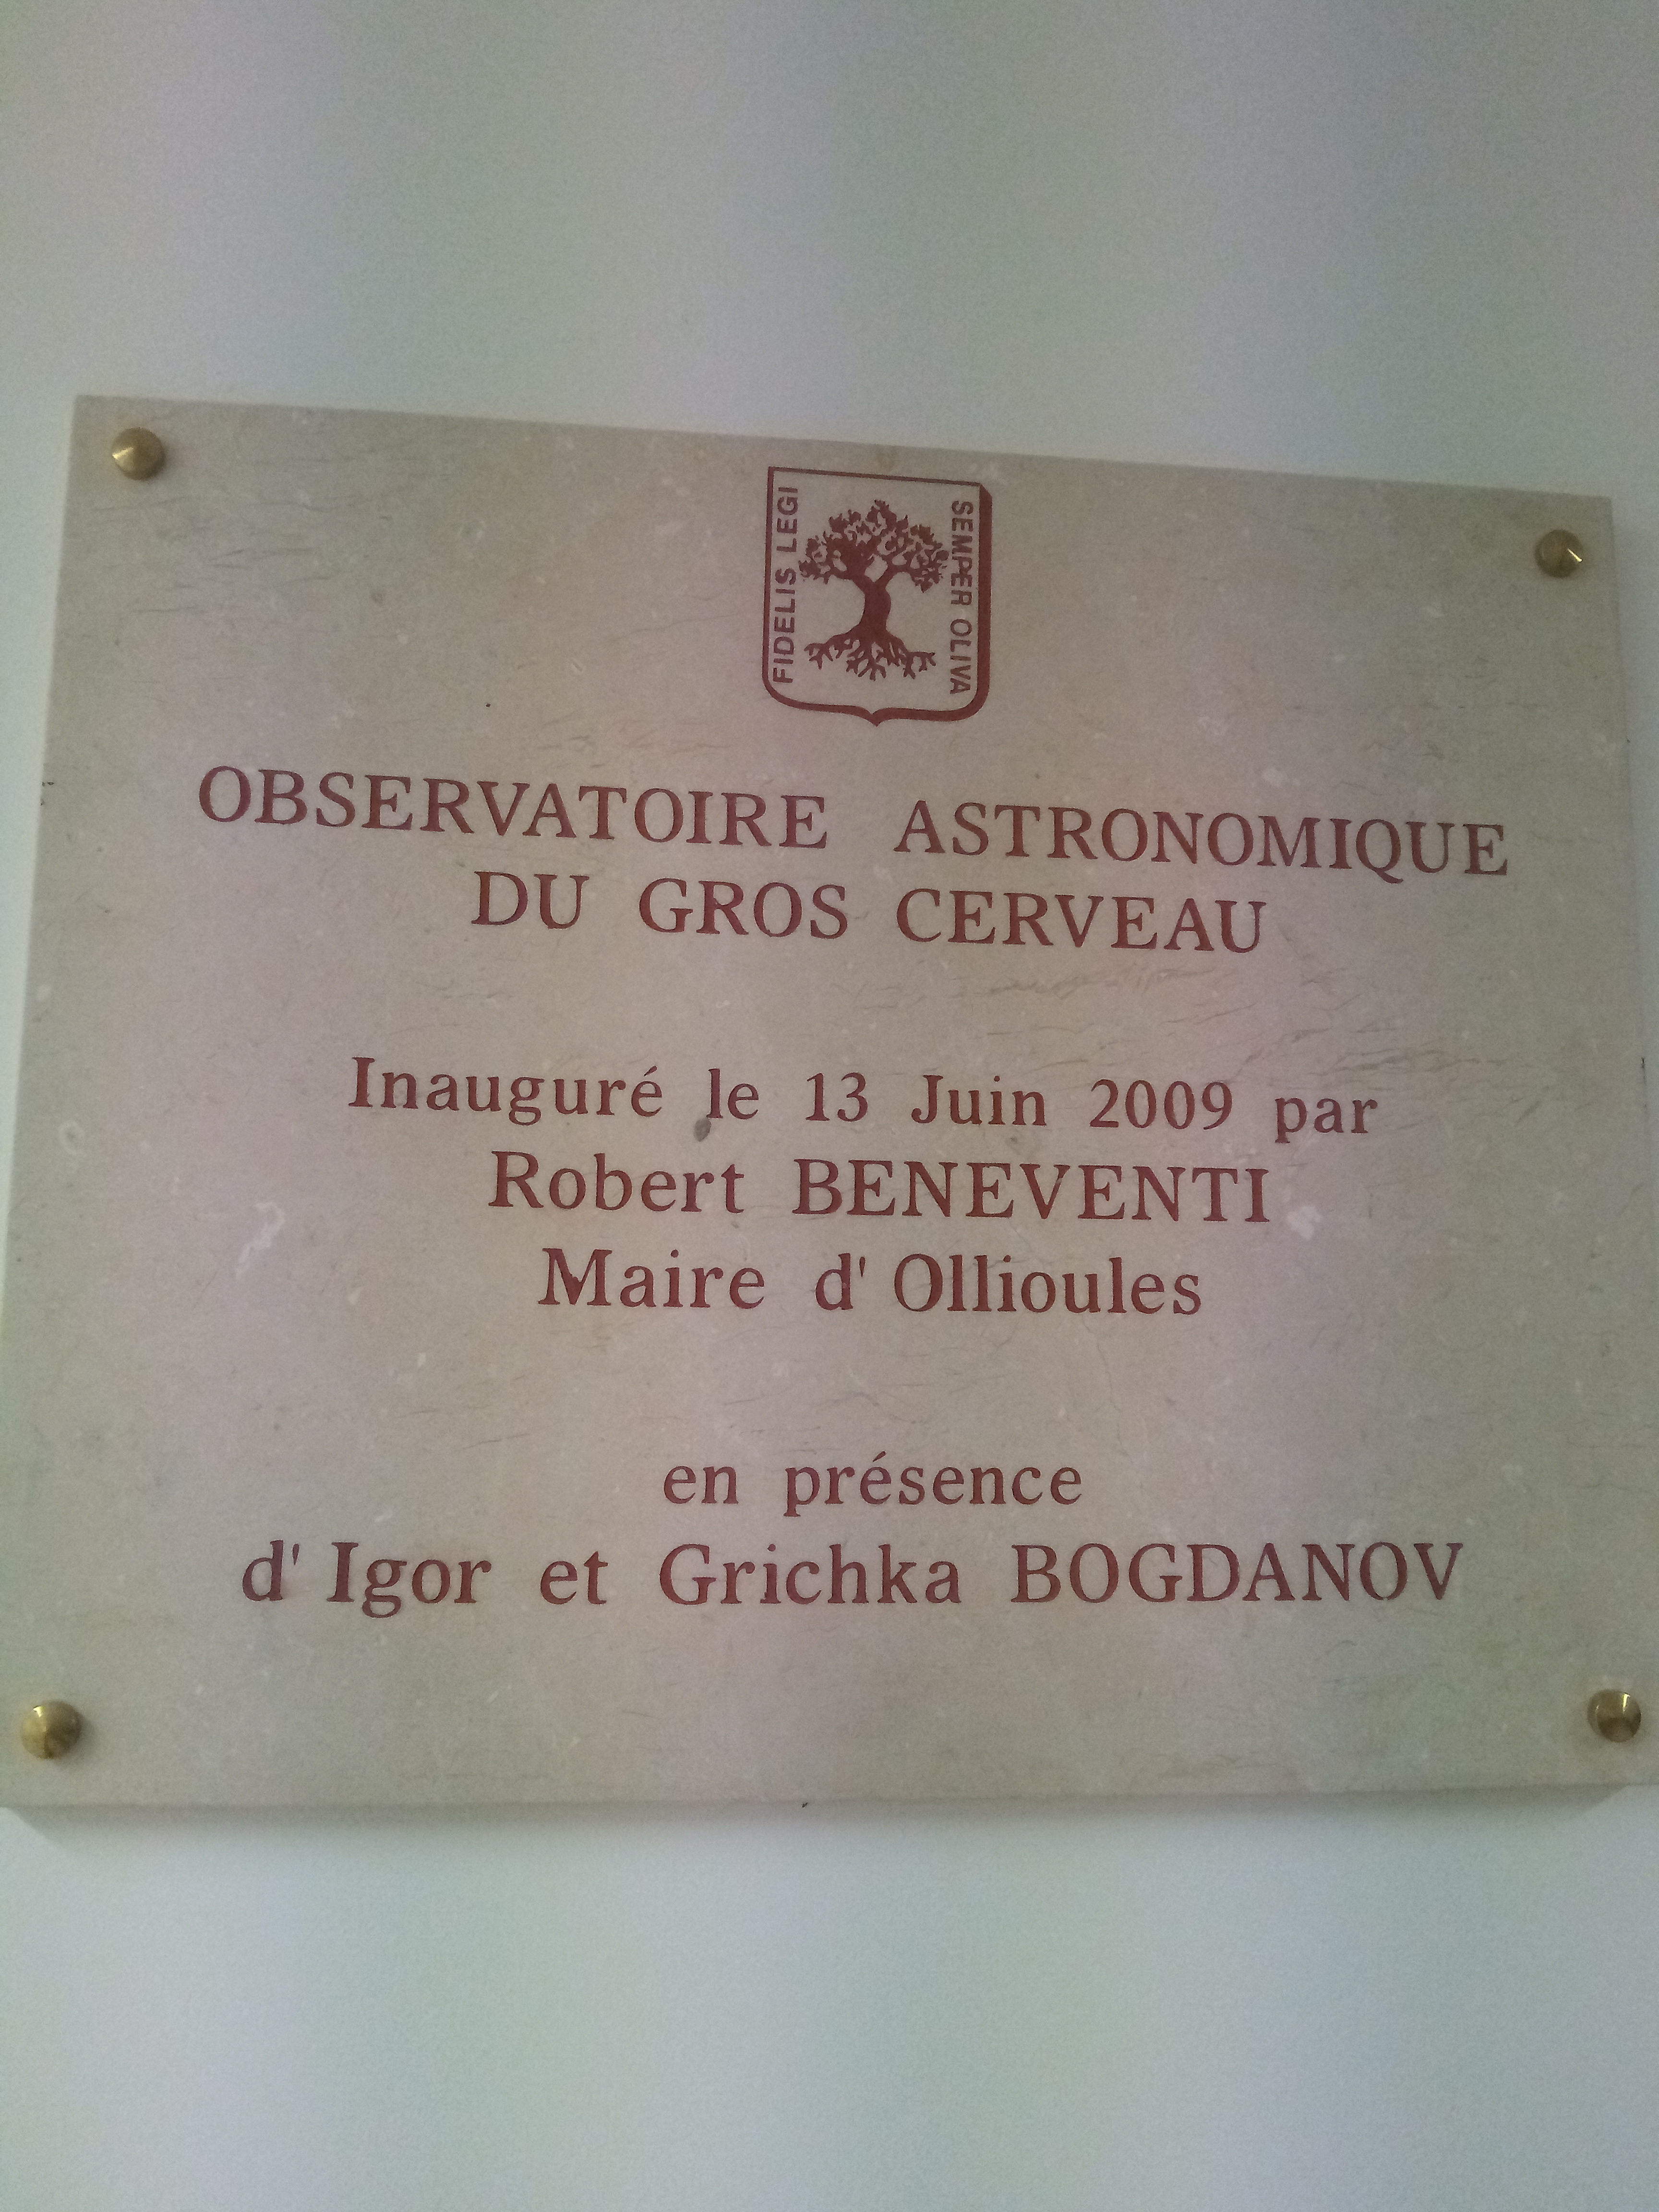 FIDELIS LEGI
SEMPER OLIVA
OBSERVATOIRE ASTRONOMIQUE
DU GROS CERVEAU
Inauguré le 13 Juin 2009 par
Robert BENEVENTI
Maire d' Ollioules
en présence
d' Igor et Grichka BOGDANOV